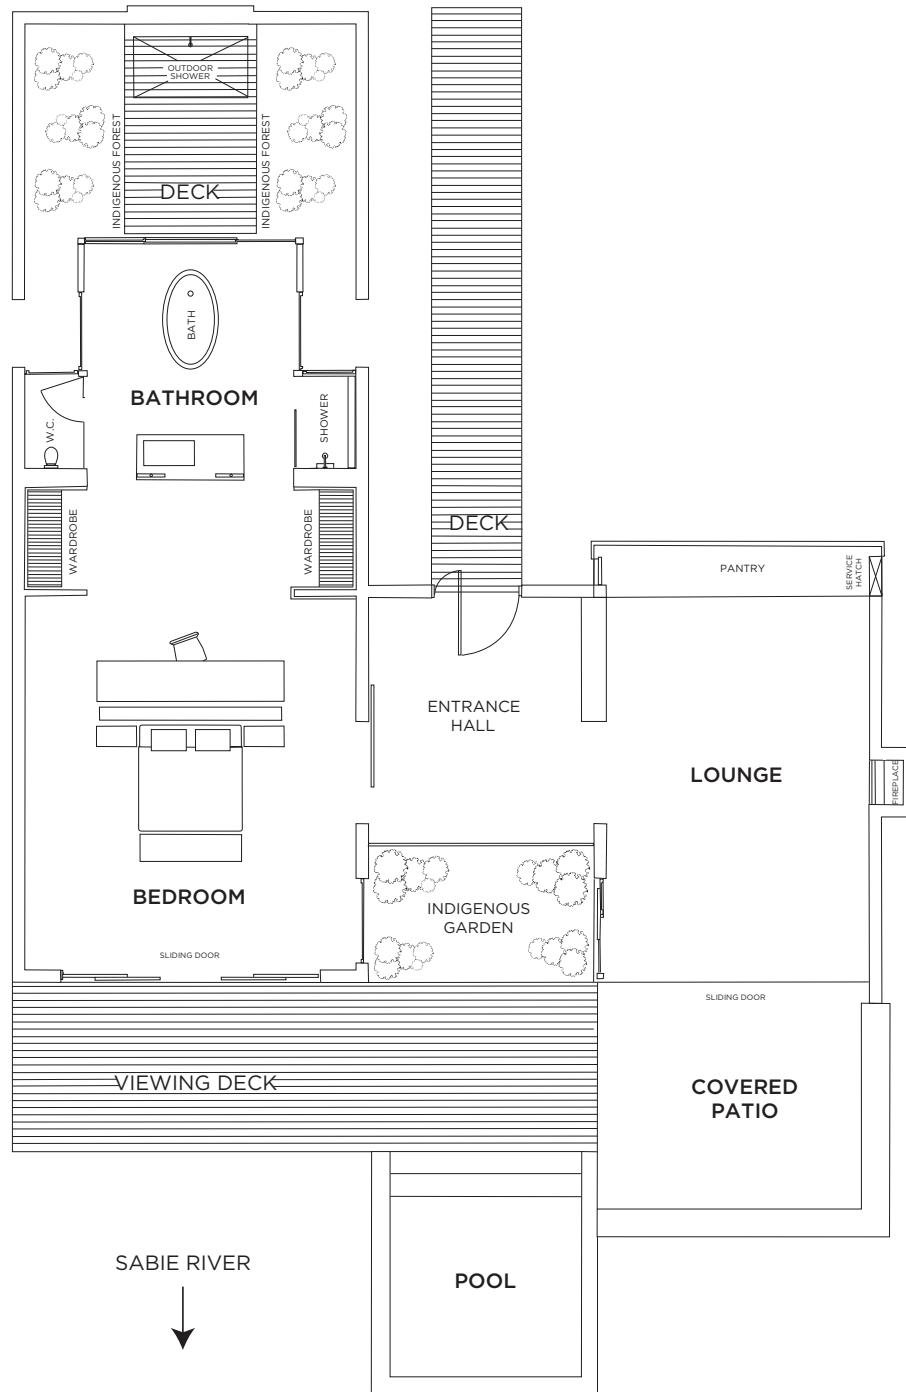 OUTDOOR
SHOWER
INDIGENOUS FOREST
INDIGENOUS FOREST
DECK
BATH
BATHROOM
W.C.
SHOWER
WARDROBE
WARDROBE
DECK
PANTRY
SERVICE
HATCH
ENTRANCE
HALL
LOUNGE
FIREPLACE
BEDROOM
INDIGENOUS
GARDEN
SLIDING DOOR
SLIDING DOOR
VIEWING DECK
COVERED
PATIO
SABIE RIVER
POOL